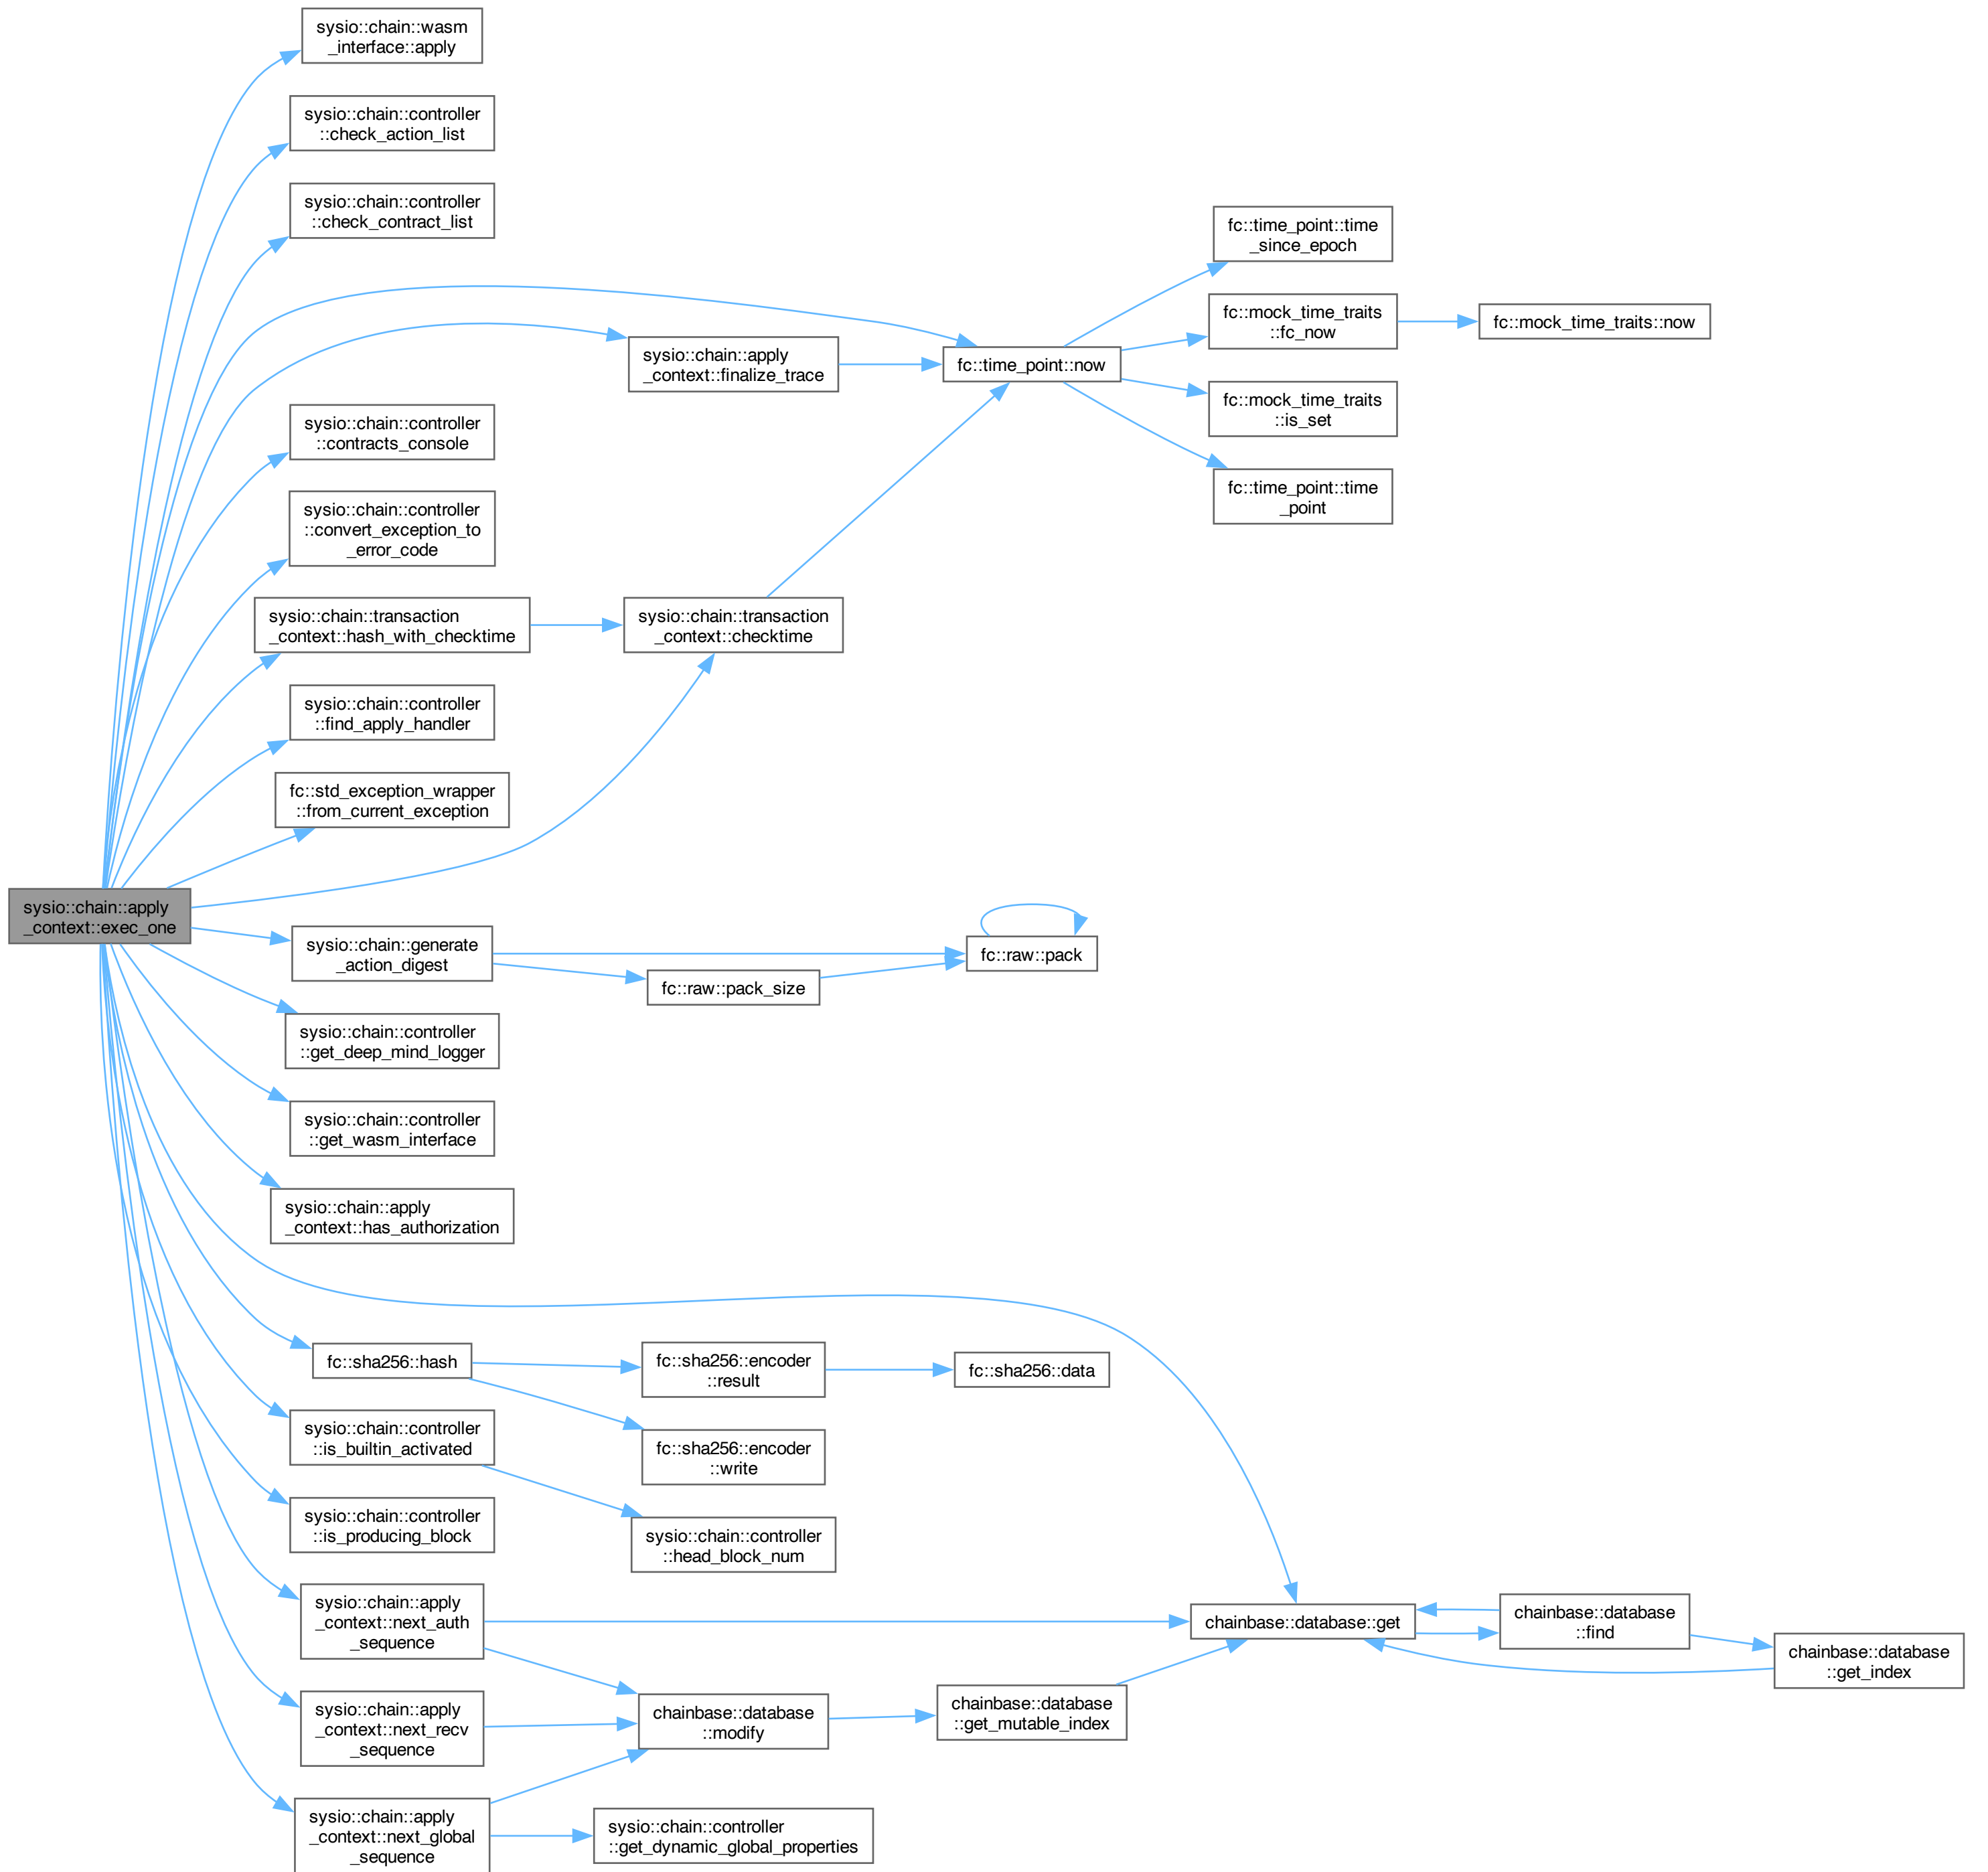 sysio::chain::wasm
_interface::apply
sysio::chain::controller
::check_action_list
sysio::chain::controller
::check_contract_list
fc::time_point::time
_since_epoch
fc::mock_time_traits
::fc_now
fc::mock_time_traits::now
sysio::chain::apply
_context::finalize_trace
fc::time_point::now
fc::mock_time_traits
::is_set
sysio::chain::controller
::contracts_console
fc::time_point::time
_point
sysio::chain::controller
::convert_exception_to
_error_code
sysio::chain::transaction
_context::hash_with_checktime
sysio::chain::transaction
_context::checktime
sysio::chain::controller
::find_apply_handler
fc::std_exception_wrapper
::from_current_exception
sysio::chain::apply
_context::exec_one
sysio::chain::generate
_action_digest
fc::raw::pack
fc::raw::pack_size
sysio::chain::controller
::get_deep_mind_logger
sysio::chain::controller
::get_wasm_interface
sysio::chain::apply
_context::has_authorization
fc::sha256::hash
fc::sha256::encoder
::result
fc::sha256::data
sysio::chain::controller
::is_builtin_activated
fc::sha256::encoder
::write
sysio::chain::controller
::is_producing_block
sysio::chain::controller
::head_block_num
sysio::chain::apply
_context::next_auth
_sequence
chainbase::database::get
chainbase::database
::find
chainbase::database
::get_index
sysio::chain::apply
_context::next_recv
_sequence
chainbase::database
::modify
chainbase::database
::get_mutable_index
sysio::chain::apply
_context::next_global
_sequence
sysio::chain::controller
::get_dynamic_global_properties